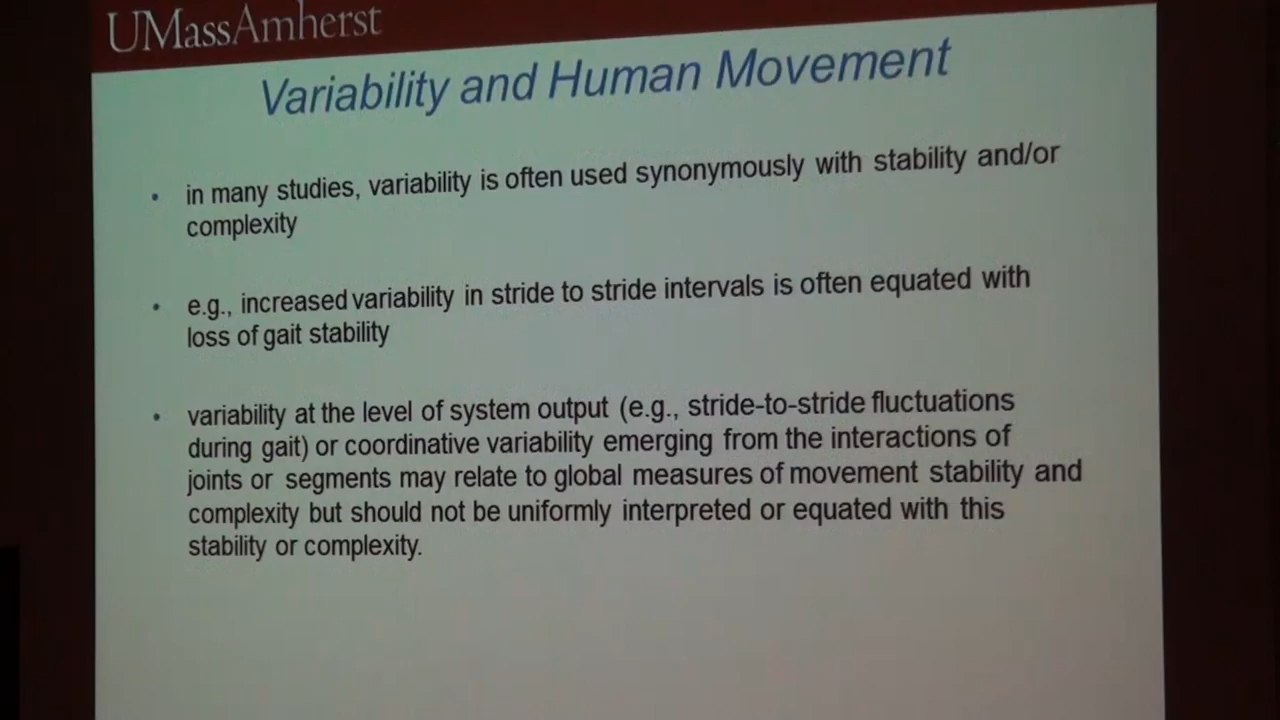 UMassAmherst
Variability and Human Movement
• in many studies, variability is often used synonymously with stability and/or
complexity
• e.g., increased variability in stride to stride intervals is often equated with
loss of gait stability
• variability at the level of system output (e.g., stride-to-stride fluctuations
during gait) or coordinative variability emerging from the interactions of
joints or segments may relate to global measures of movement stability and
complexity but should not be uniformly interpreted or equated with this
stability or complexity.